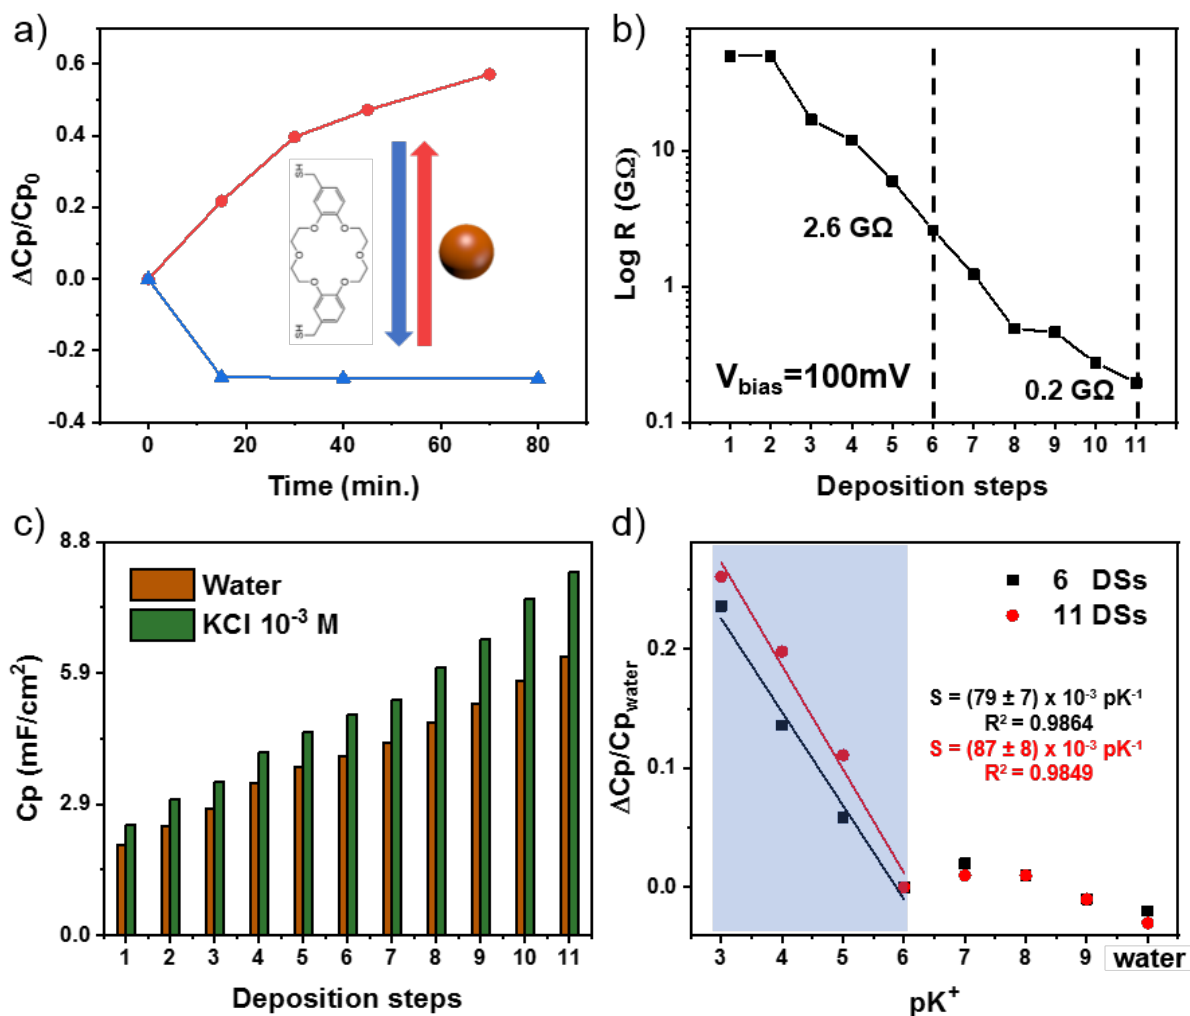 a)
0.6
0.4
0.2
0.0
-0.2
-0.4
ΔCp/Cp₀
0 20 40 60 80
Time (min.)
SH
O O
O O
O O
SH
b)
10
1
0.1
Log R (GΩ)
2.6 GΩ
V_bias=100mV
0.2 GΩ
1 2 3 4 5 6 7 8 9 10 11
Deposition steps
c)
8.8
5.9
2.9
0.0
Cp (mF/cm²)
Water
KCl 10⁻³ M
1 2 3 4 5 6 7 8 9 10 11
Deposition steps
d)
0.2
0.1
0.0
ΔCp/Cp_water
6 DSs
11 DSs
S = (79 ± 7) x 10⁻³ pK⁻¹
R² = 0.9864
S = (87 ± 8) x 10⁻³ pK⁻¹
R² = 0.9849
3 4 5 6 7 8 9 water
pK⁺